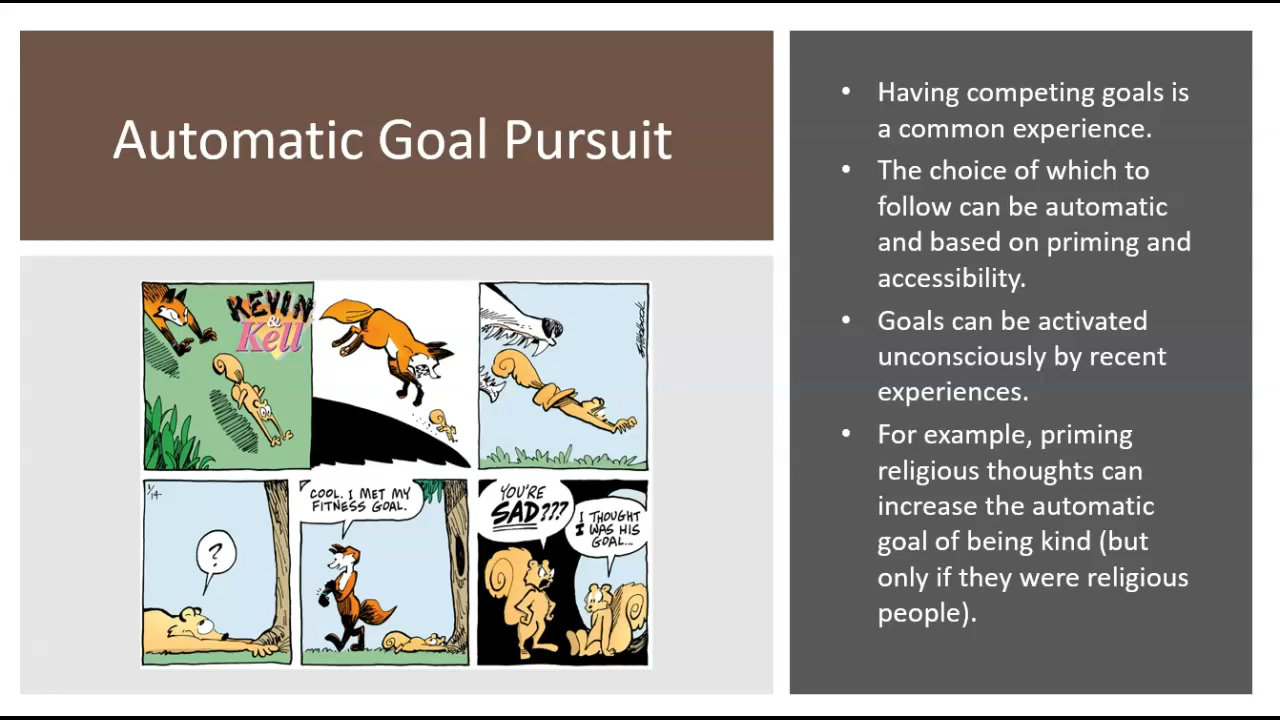 Automatic Goal Pursuit
KEVIN
&
Kell
1/14
?
COOL. I MET MY
FITNESS GOAL.
YOU'RE
SAD???
I THOUGHT
I WAS HIS
GOAL...
• Having competing goals is
a common experience.
• The choice of which to
follow can be automatic
and based on priming and
accessibility.
• Goals can be activated
unconsciously by recent
experiences.
• For example, priming
religious thoughts can
increase the automatic
goal of being kind (but
only if they were religious
people).